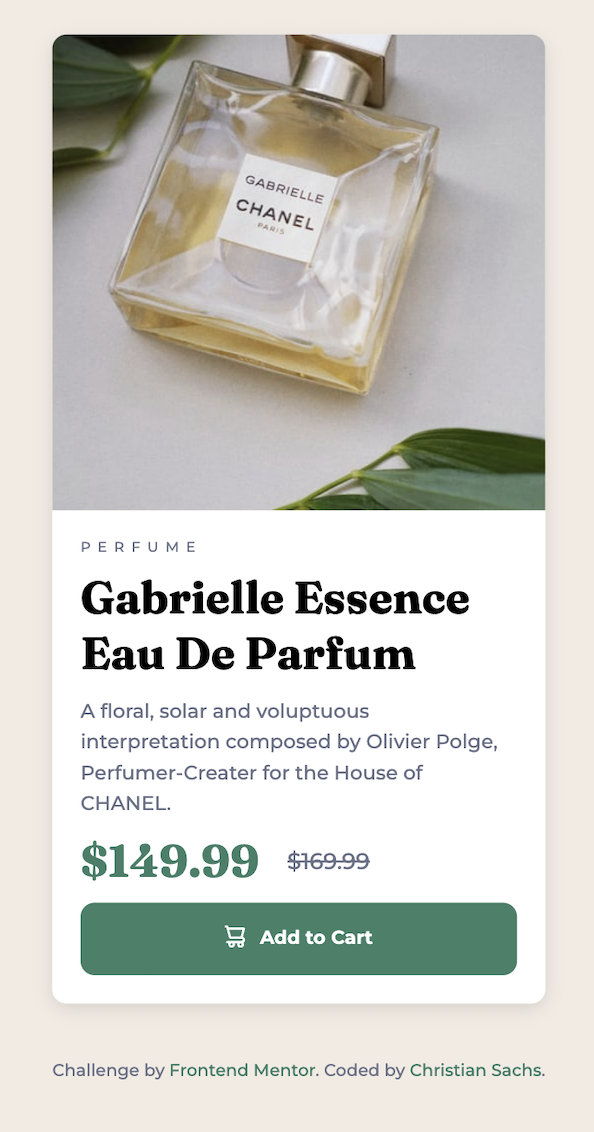 GABRIELLE
CHANEL
PARIS
PERFUME
Gabrielle Essence
Eau De Parfum
A floral, solar and voluptuous
interpretation composed by Olivier Polge,
Perfumer-Creater for the House of
CHANEL.
$149.99 $169.99
Add to Cart
Challenge by Frontend Mentor. Coded by Christian Sachs.